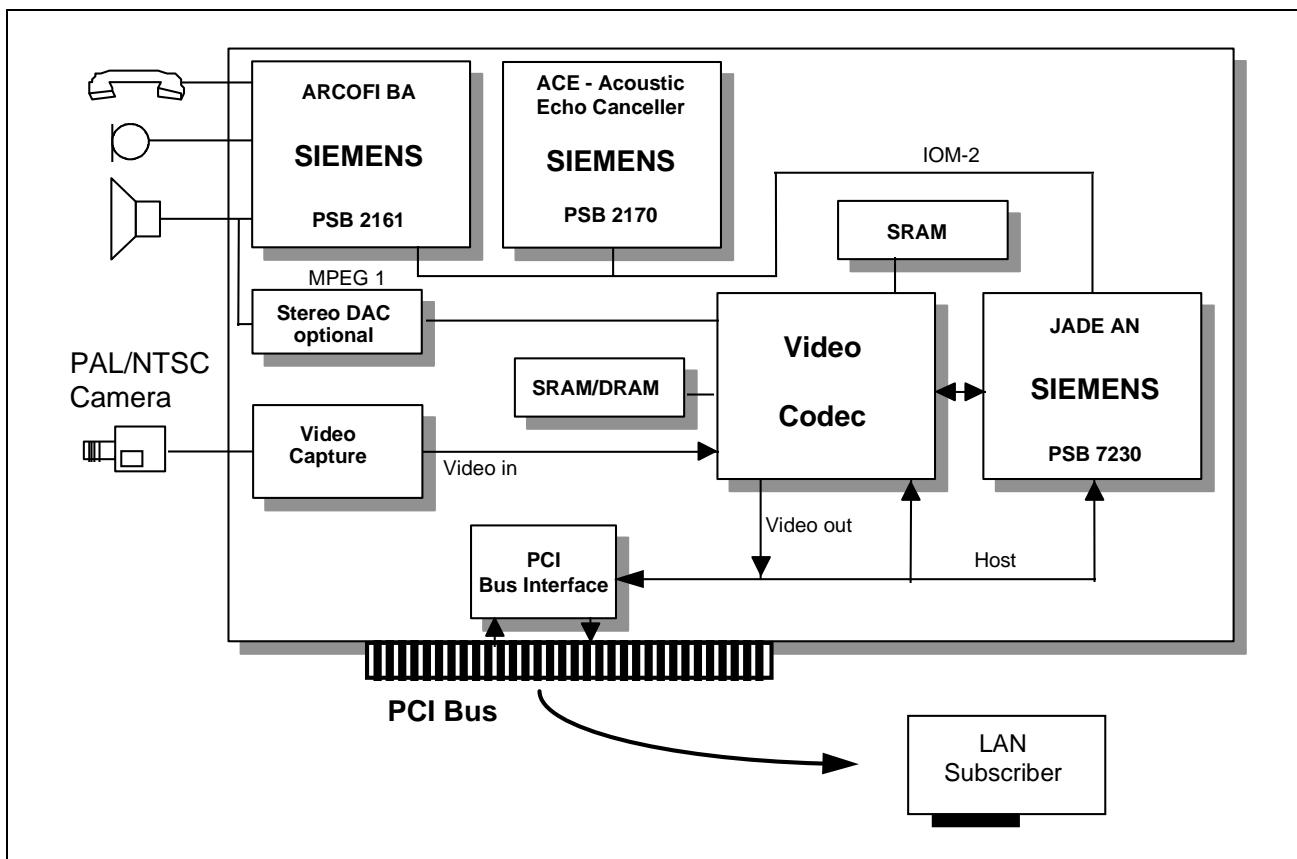 ARCOFI BA
SIEMENS
PSB 2161
ACE - Acoustic
Echo Canceller
SIEMENS
PSB 2170
IOM-2
SRAM
MPEG 1
Stereo DAC
optional
Video
Codec
JADE AN
SIEMENS
PSB 7230
PAL/NTSC
Camera
SRAM/DRAM
Video
Capture
Video in
Video out
PCI
Bus Interface
Host
PCI Bus
LAN
Subscriber